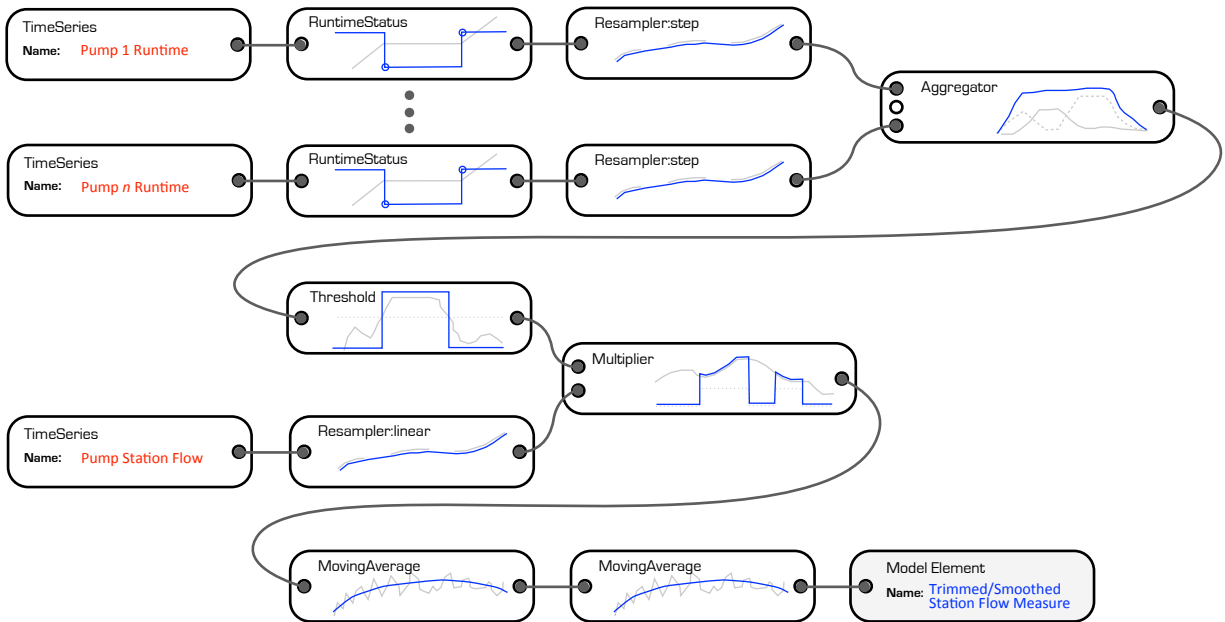 TimeSeries
Name: Pump 1 Runtime
RuntimeStatus
Resampler:step
Aggregator
TimeSeries
Name: Pump n Runtime
RuntimeStatus
Resampler:step
Threshold
Multiplier
TimeSeries
Name: Pump Station Flow
Resampler:linear
MovingAverage
MovingAverage
Model Element
Name: Trimmed/Smoothed
Station Flow Measure